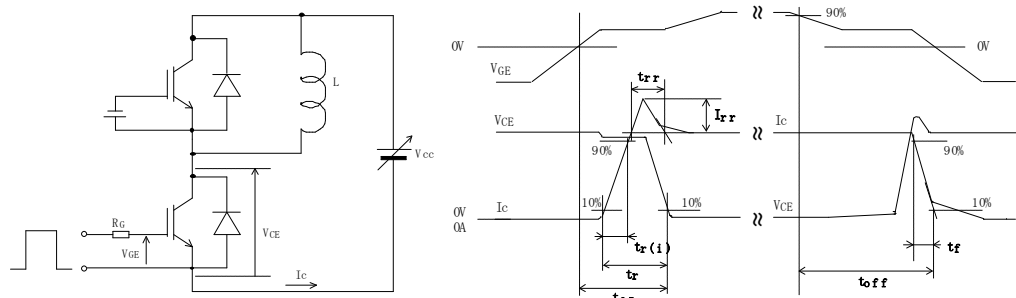 L
Vcc
RG
VGE
VCE
Ic
90%
0V
0V
VGE
trr
Irr
VCE
Ic
90%
90%
10%
10%
10%
0V
0A
Ic
VCE
tr(i)
tr
tf
toff